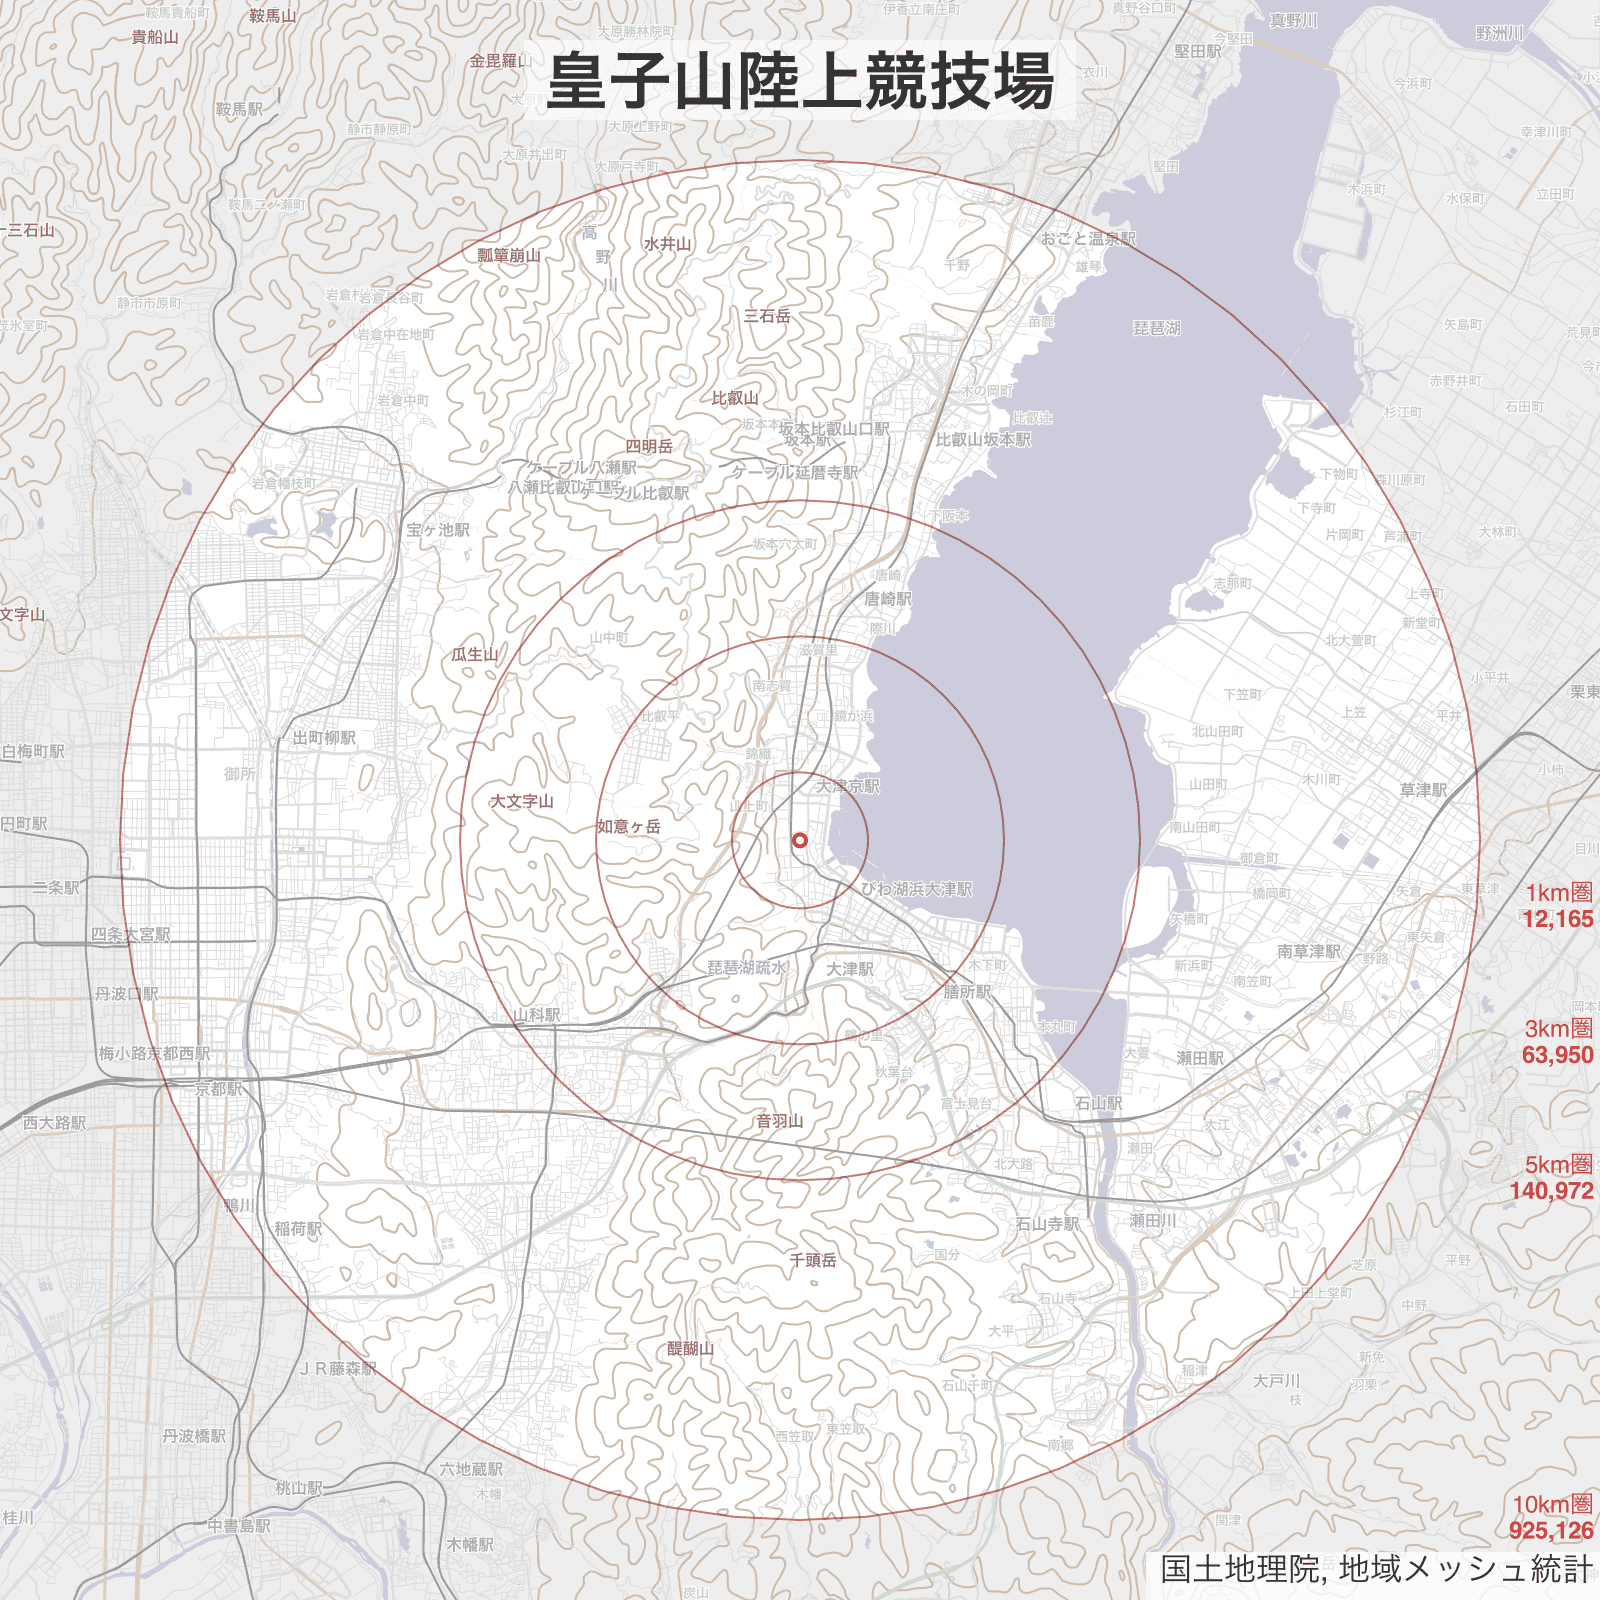 皇子山陸上競技場
鞍馬貴船町
鞍馬山
貴船山
大原勝林院町
伊香立南庄町
真野谷口町
真野川
野洲川
今堅田
堅田駅
金毘羅山
衣川
今浜町
鞍馬駅
静市静原町
大原上野町
幸津川町
大原井出町
大原戸寺町
堅田
木浜町
水保町
立田町
鞍馬二ノ瀬町
十三石山
高野川
水井山
おごと温泉駅
瓢箪崩山
千野
雄琴
静市市原町
岩倉長谷町
三石岳
苗鹿
琵琶湖
矢島町
岩倉中在地町
赤野井町
比叡山
木の岡町
石田町
岩倉中町
杉江町
比叡辻
坂本比叡山口駅
坂本駅
四明岳
比叡山坂本駅
ケーブル八瀬駅
ケーブル延暦寺駅
下物町
森川原町
岩倉幡枝町
八瀬比叡山口駅
ケーブル比叡駅
下寺町
下阪本
宝ヶ池駅
片岡町
芦浦町
大林町
坂本穴太町
唐崎
志那町
上寺町
唐崎駅
新堂町
際川
山中町
北大萱町
滋賀里
瓜生山
小平井
南志賀
下笠町
栗東
上笠
平井
比叡平
鏡が浜
北山田町
出町柳駅
白梅町駅
錦織
小柿
御所
木川町
山田町
大津京駅
草津駅
大文字山
山上町
円町駅
如意ヶ岳
南山田町
目川
御倉町
二条駅
びわ湖浜大津駅
橋岡町
矢倉
東草津
1km圏
12,165
矢橋町
四条大宮駅
東矢倉
南草津駅
野路
琵琶湖疏水
大津駅
木下町
新浜町
南笠町
丹波口駅
膳所駅
山科駅
本丸町
3km圏
63,950
鶴の里
梅小路京都西駅
大萱
瀬田駅
秋葉台
京都駅
富士見台
石山駅
西大路駅
音羽山
大江
瀬田
北大路
5km圏
140,972
鴨川
稲荷駅
石山寺駅
瀬田川
国分
千頭岳
芝原
平野
石山寺
上田上堂町
中野
大平
醍醐山
新免
JR藤森駅
石山千町
稲津
大戸川
羽栗
枝
丹波橋駅
西笠取
東笠取
南郷
六地蔵駅
桃山駅
木幡
10km圏
925,126
桂川
中書島駅
関津
木幡駅
炭山
国土地理院, 地域メッシュ統計